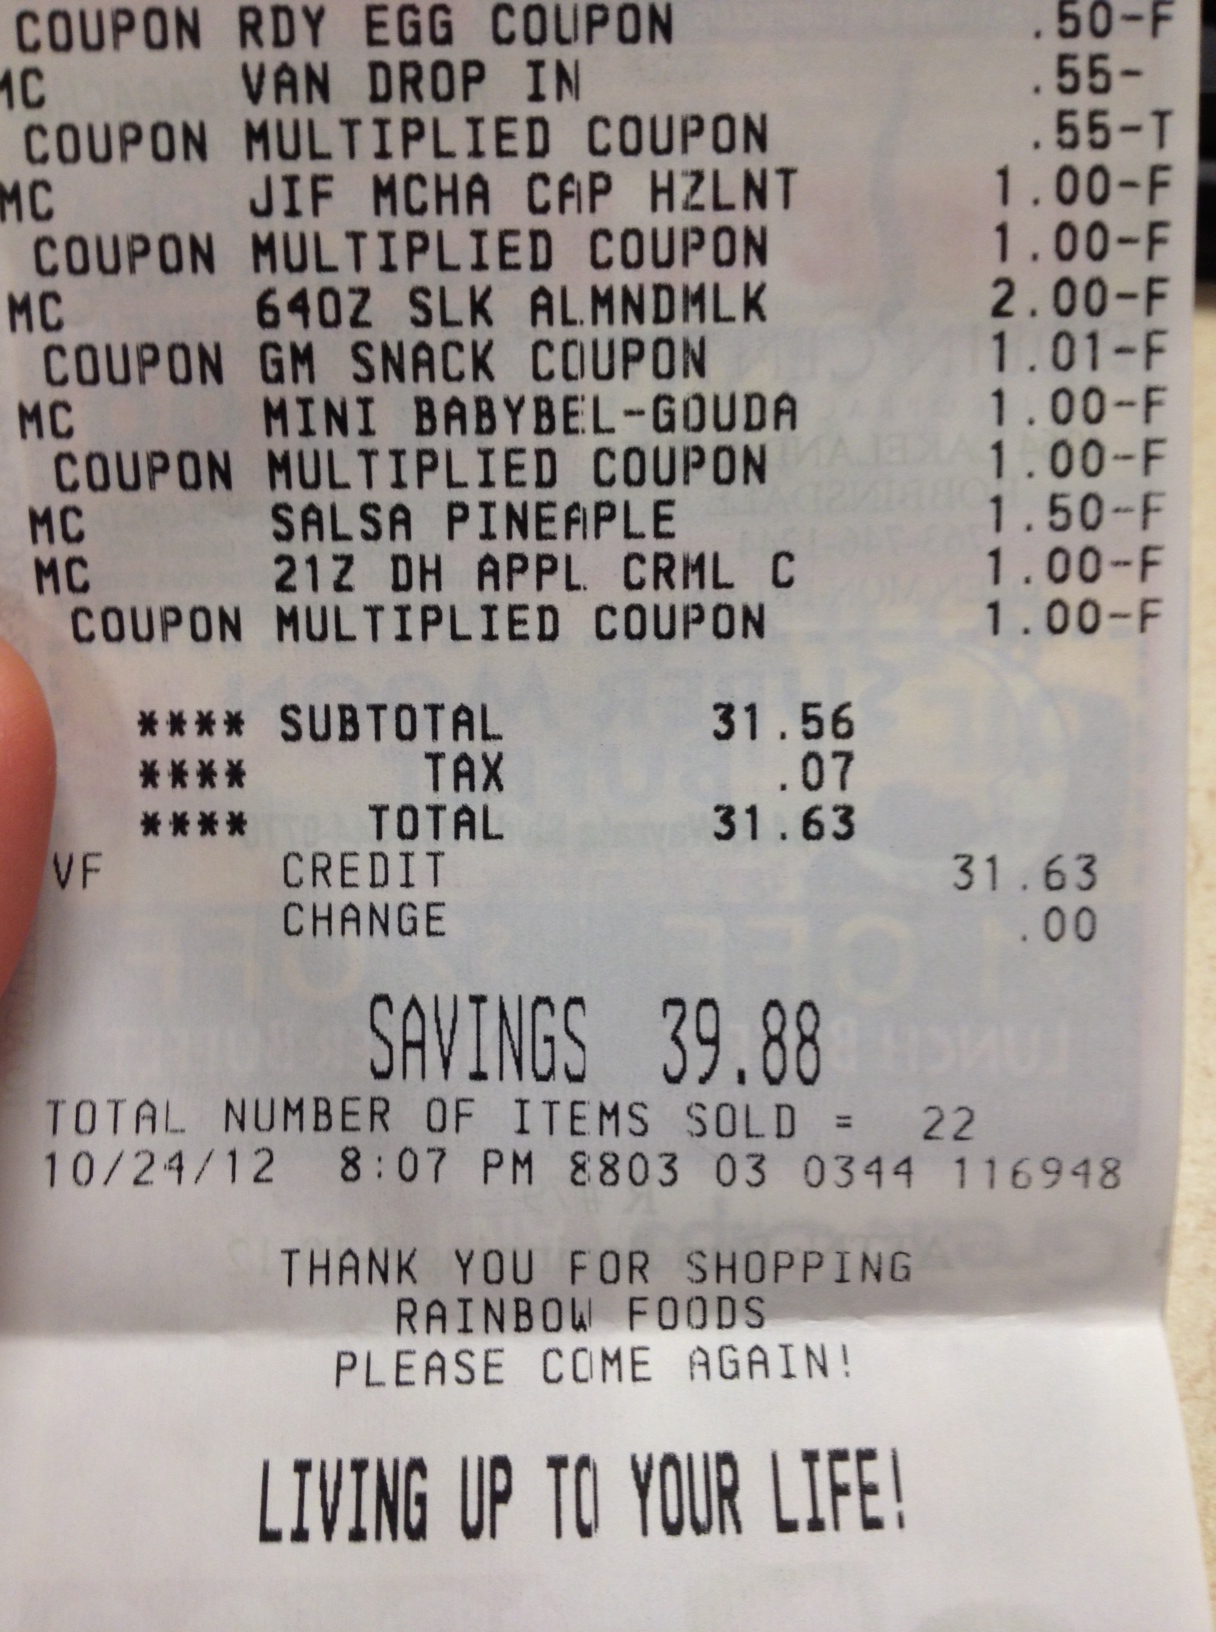 COUPON RDY EGG COUPON .50-F
MC VAN DROP IN .55-
COUPON MULTIPLIED COUPON .55-T
MC JIF MCHA CAP HZLNT 1.00-F
COUPON MULTIPLIED COUPON 1.00-F
MC 64OZ SLK ALMNDMLK 2.00-F
COUPON GM SNACK COUPON 1.01-F
MC MINI BABYBEL-GOUDA 1.00-F
COUPON MULTIPLIED COUPON 1.00-F
MC SALSA PINEAPLE 1.50-F
MC 21Z DH APPL CRML C 1.00-F
COUPON MULTIPLIED COUPON 1.00-F
**** SUBTOTAL 31.56
**** TAX .07
**** TOTAL 31.63
VF CREDIT 31.63
CHANGE .00
SAVINGS 39.88
TOTAL NUMBER OF ITEMS SOLD = 22
10/24/12 8:07 PM 8803 03 0344 116948
THANK YOU FOR SHOPPING
RAINBOW FOODS
PLEASE COME AGAIN!
LIVING UP TO YOUR LIFE!